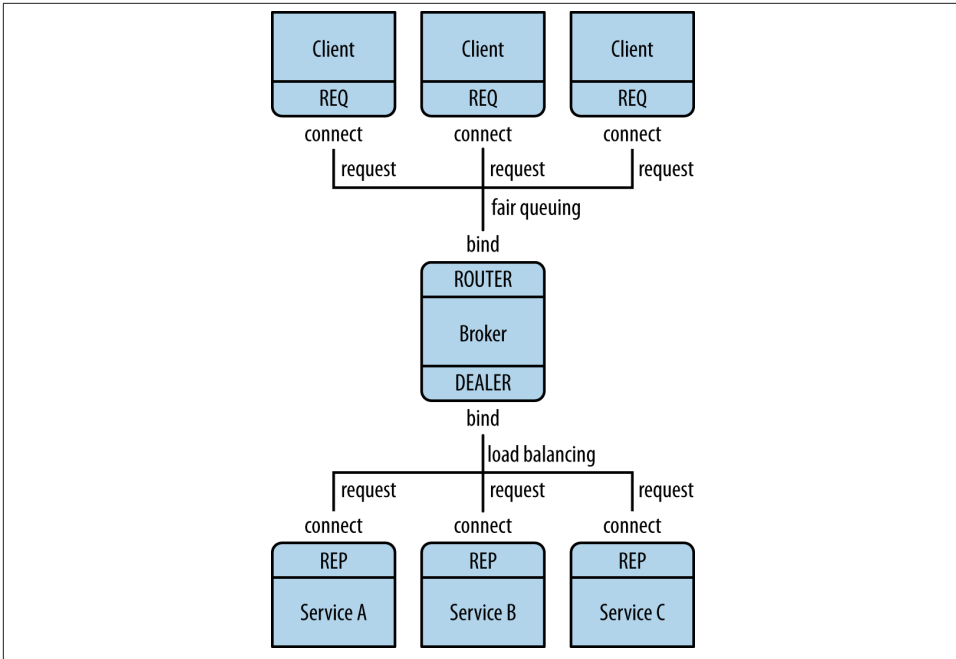 Client Client Client
REQ REQ REQ
connect connect connect
request request request
fair queuing
bind
ROUTER
Broker
DEALER
bind
load balancing
request request request
connect connect connect
REP REP REP
Service A Service B Service C